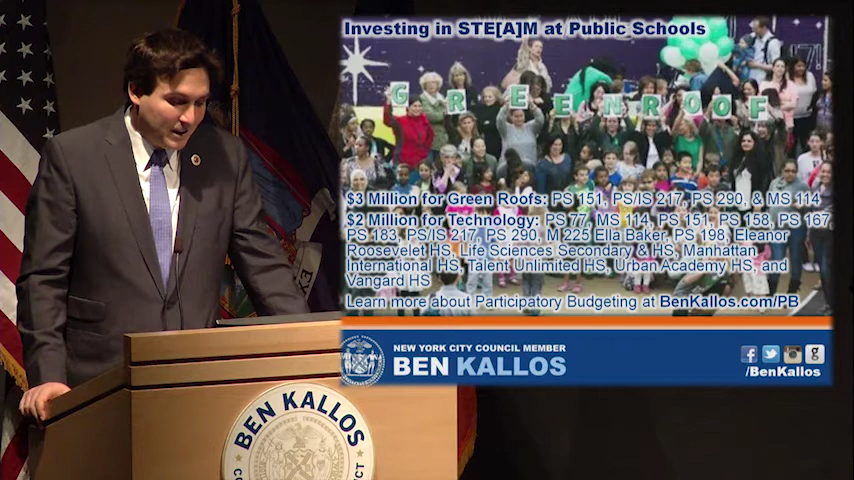 Investing in STE[A]M at Public Schools
GREENROOF
$3 Million for Green Roofs: PS 151, PS/IS 217, PS 290, & MS 114
$2 Million for Technology: PS 77, MS 114, PS 151, PS 158, PS 167
PS 183, PS/IS 217, PS 290, M 225 Ella Baker, PS 198, Eleanor
Roosevelet HS, Life Sciences Secondary & HS, Manhattan
International HS, Talent Unlimited HS, Urban Academy HS, and
Vangard HS
Learn more about Participatory Budgeting at BenKallos.com/PB
NEW YORK CITY COUNCIL MEMBER
BEN KALLOS
/BenKallos
BEN KALLOS